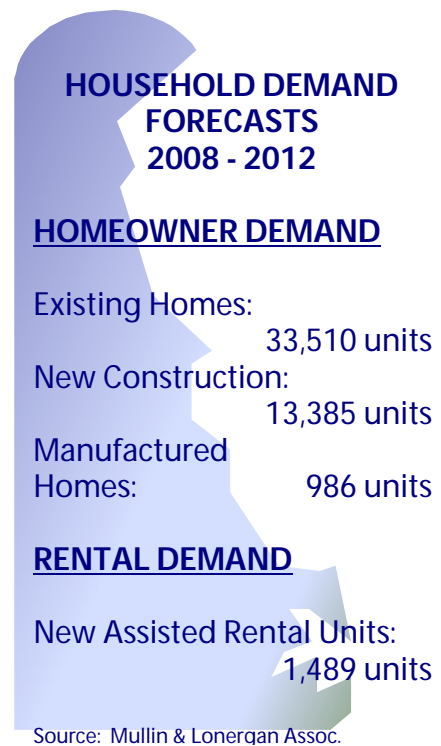 HOUSEHOLD DEMAND
FORECASTS
2008 - 2012
HOMEOWNER DEMAND
Existing Homes:
33,510 units
New Construction:
13,385 units
Manufactured
Homes: 986 units
RENTAL DEMAND
New Assisted Rental Units:
1,489 units
Source: Mullin & Lonergan Assoc.